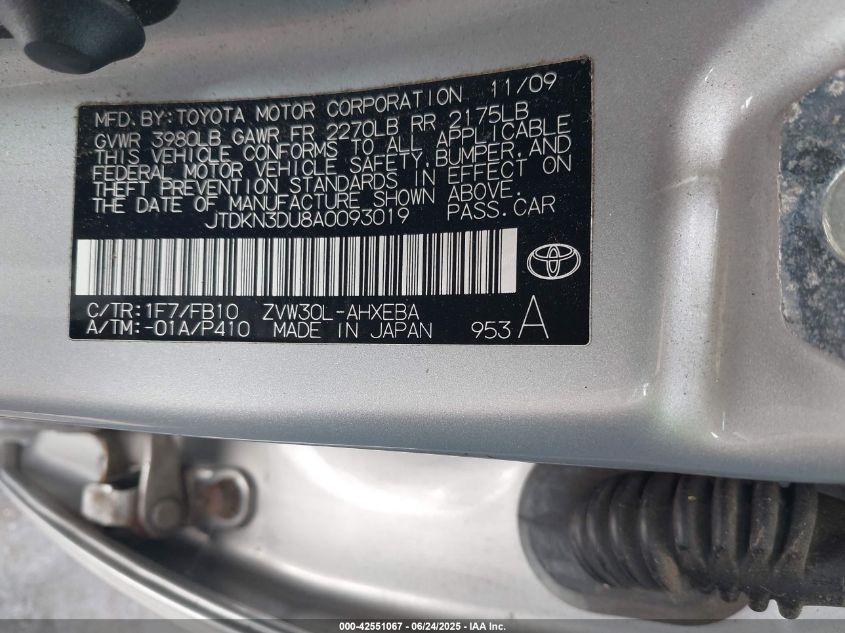 MFD. BY: TOYOTA MOTOR CORPORATION 11/09
GVWR 3980LB GAWR FR 2270LB RR 2175LB
THIS VEHICLE CONFORMS TO ALL APPLICABLE
FEDERAL MOTOR VEHICLE SAFETY, BUMPER, AND
THEFT PREVENTION STANDARDS IN EFFECT ON
THE DATE OF MANUFACTURE SHOWN ABOVE.
JTDKN3DU8A0093019 PASS. CAR
C/TR: 1F7/FB10 ZVW30L-AHXEBA
A/TM: -01A/P410 MADE IN JAPAN 953 A
000-42551067 - 06/24/2025 - IAA Inc.